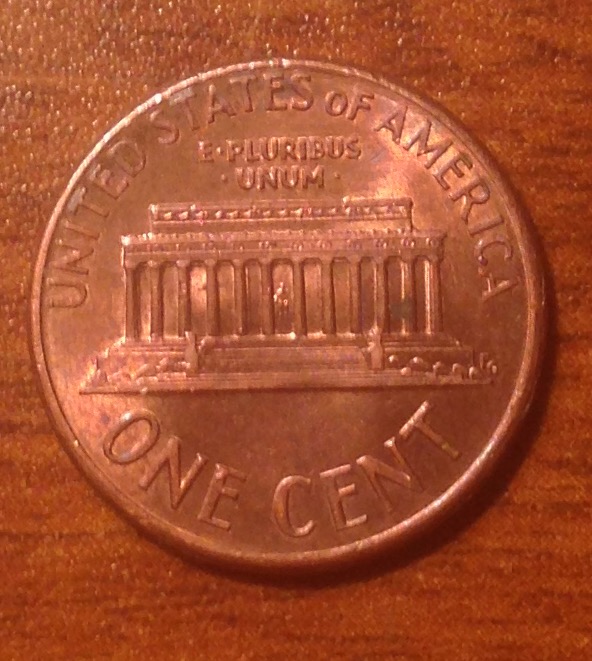 UNITED STATES OF AMERICA
E·PLURIBUS
·UNUM·
ONE CENT